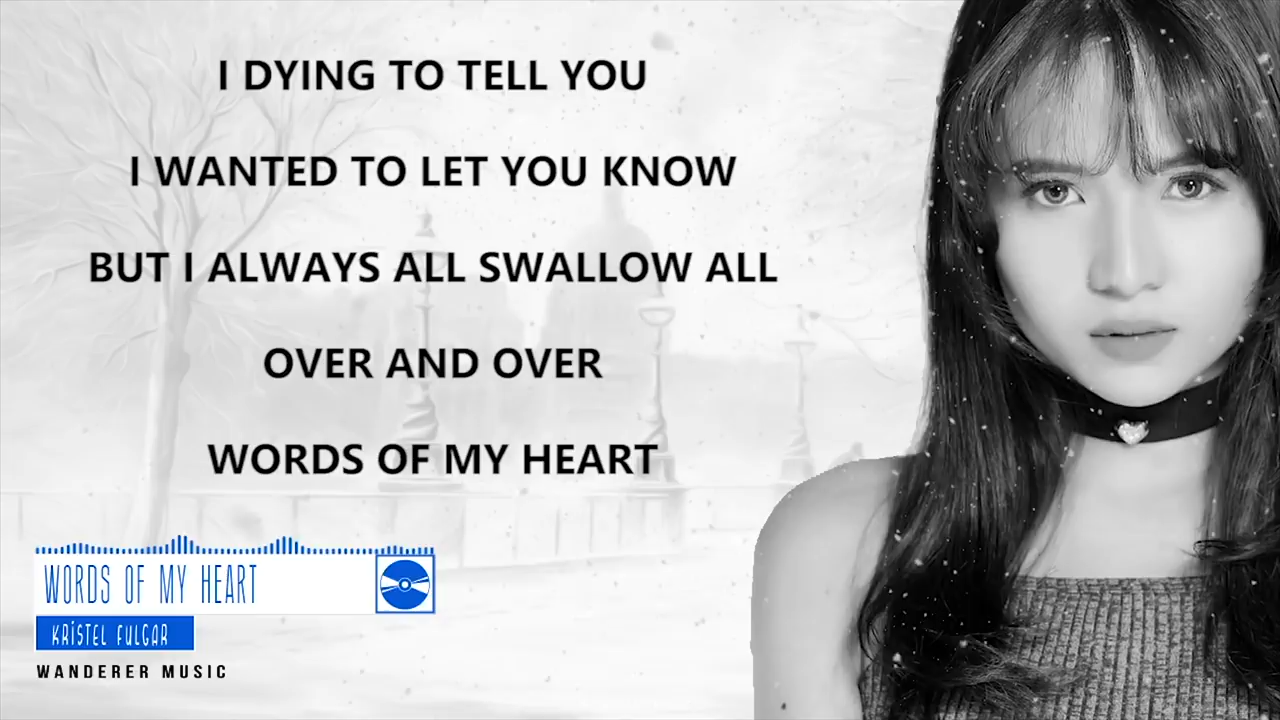 I DYING TO TELL YOU
I WANTED TO LET YOU KNOW
BUT I ALWAYS ALL SWALLOW ALL
OVER AND OVER
WORDS OF MY HEART
WORDS OF MY HEART
KRISTEL FULGAR
WANDERER MUSIC